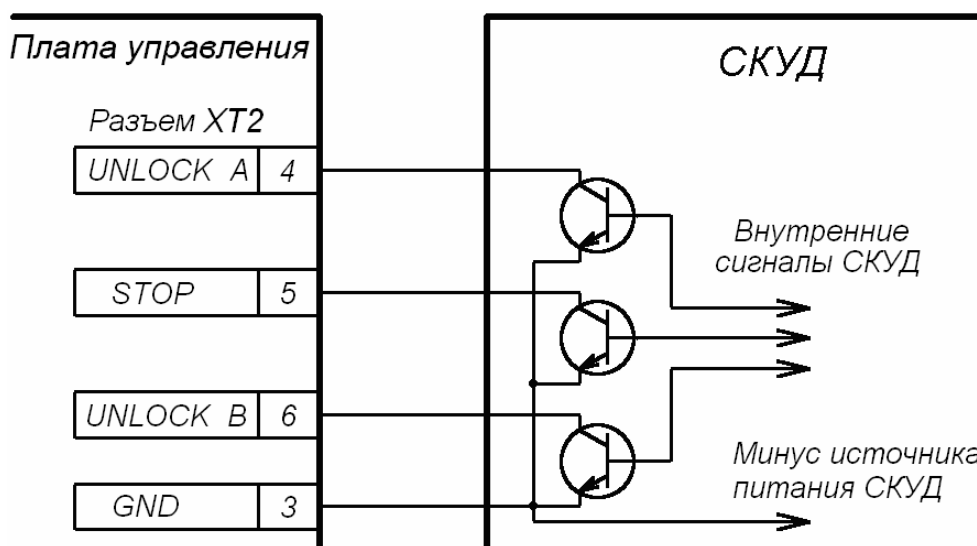 Плата управления
СКУД
Разъем XT2
UNLOCK A 4
STOP 5
UNLOCK B 6
GND 3
Внутренние
сигналы СКУД
Минус источника
питания СКУД